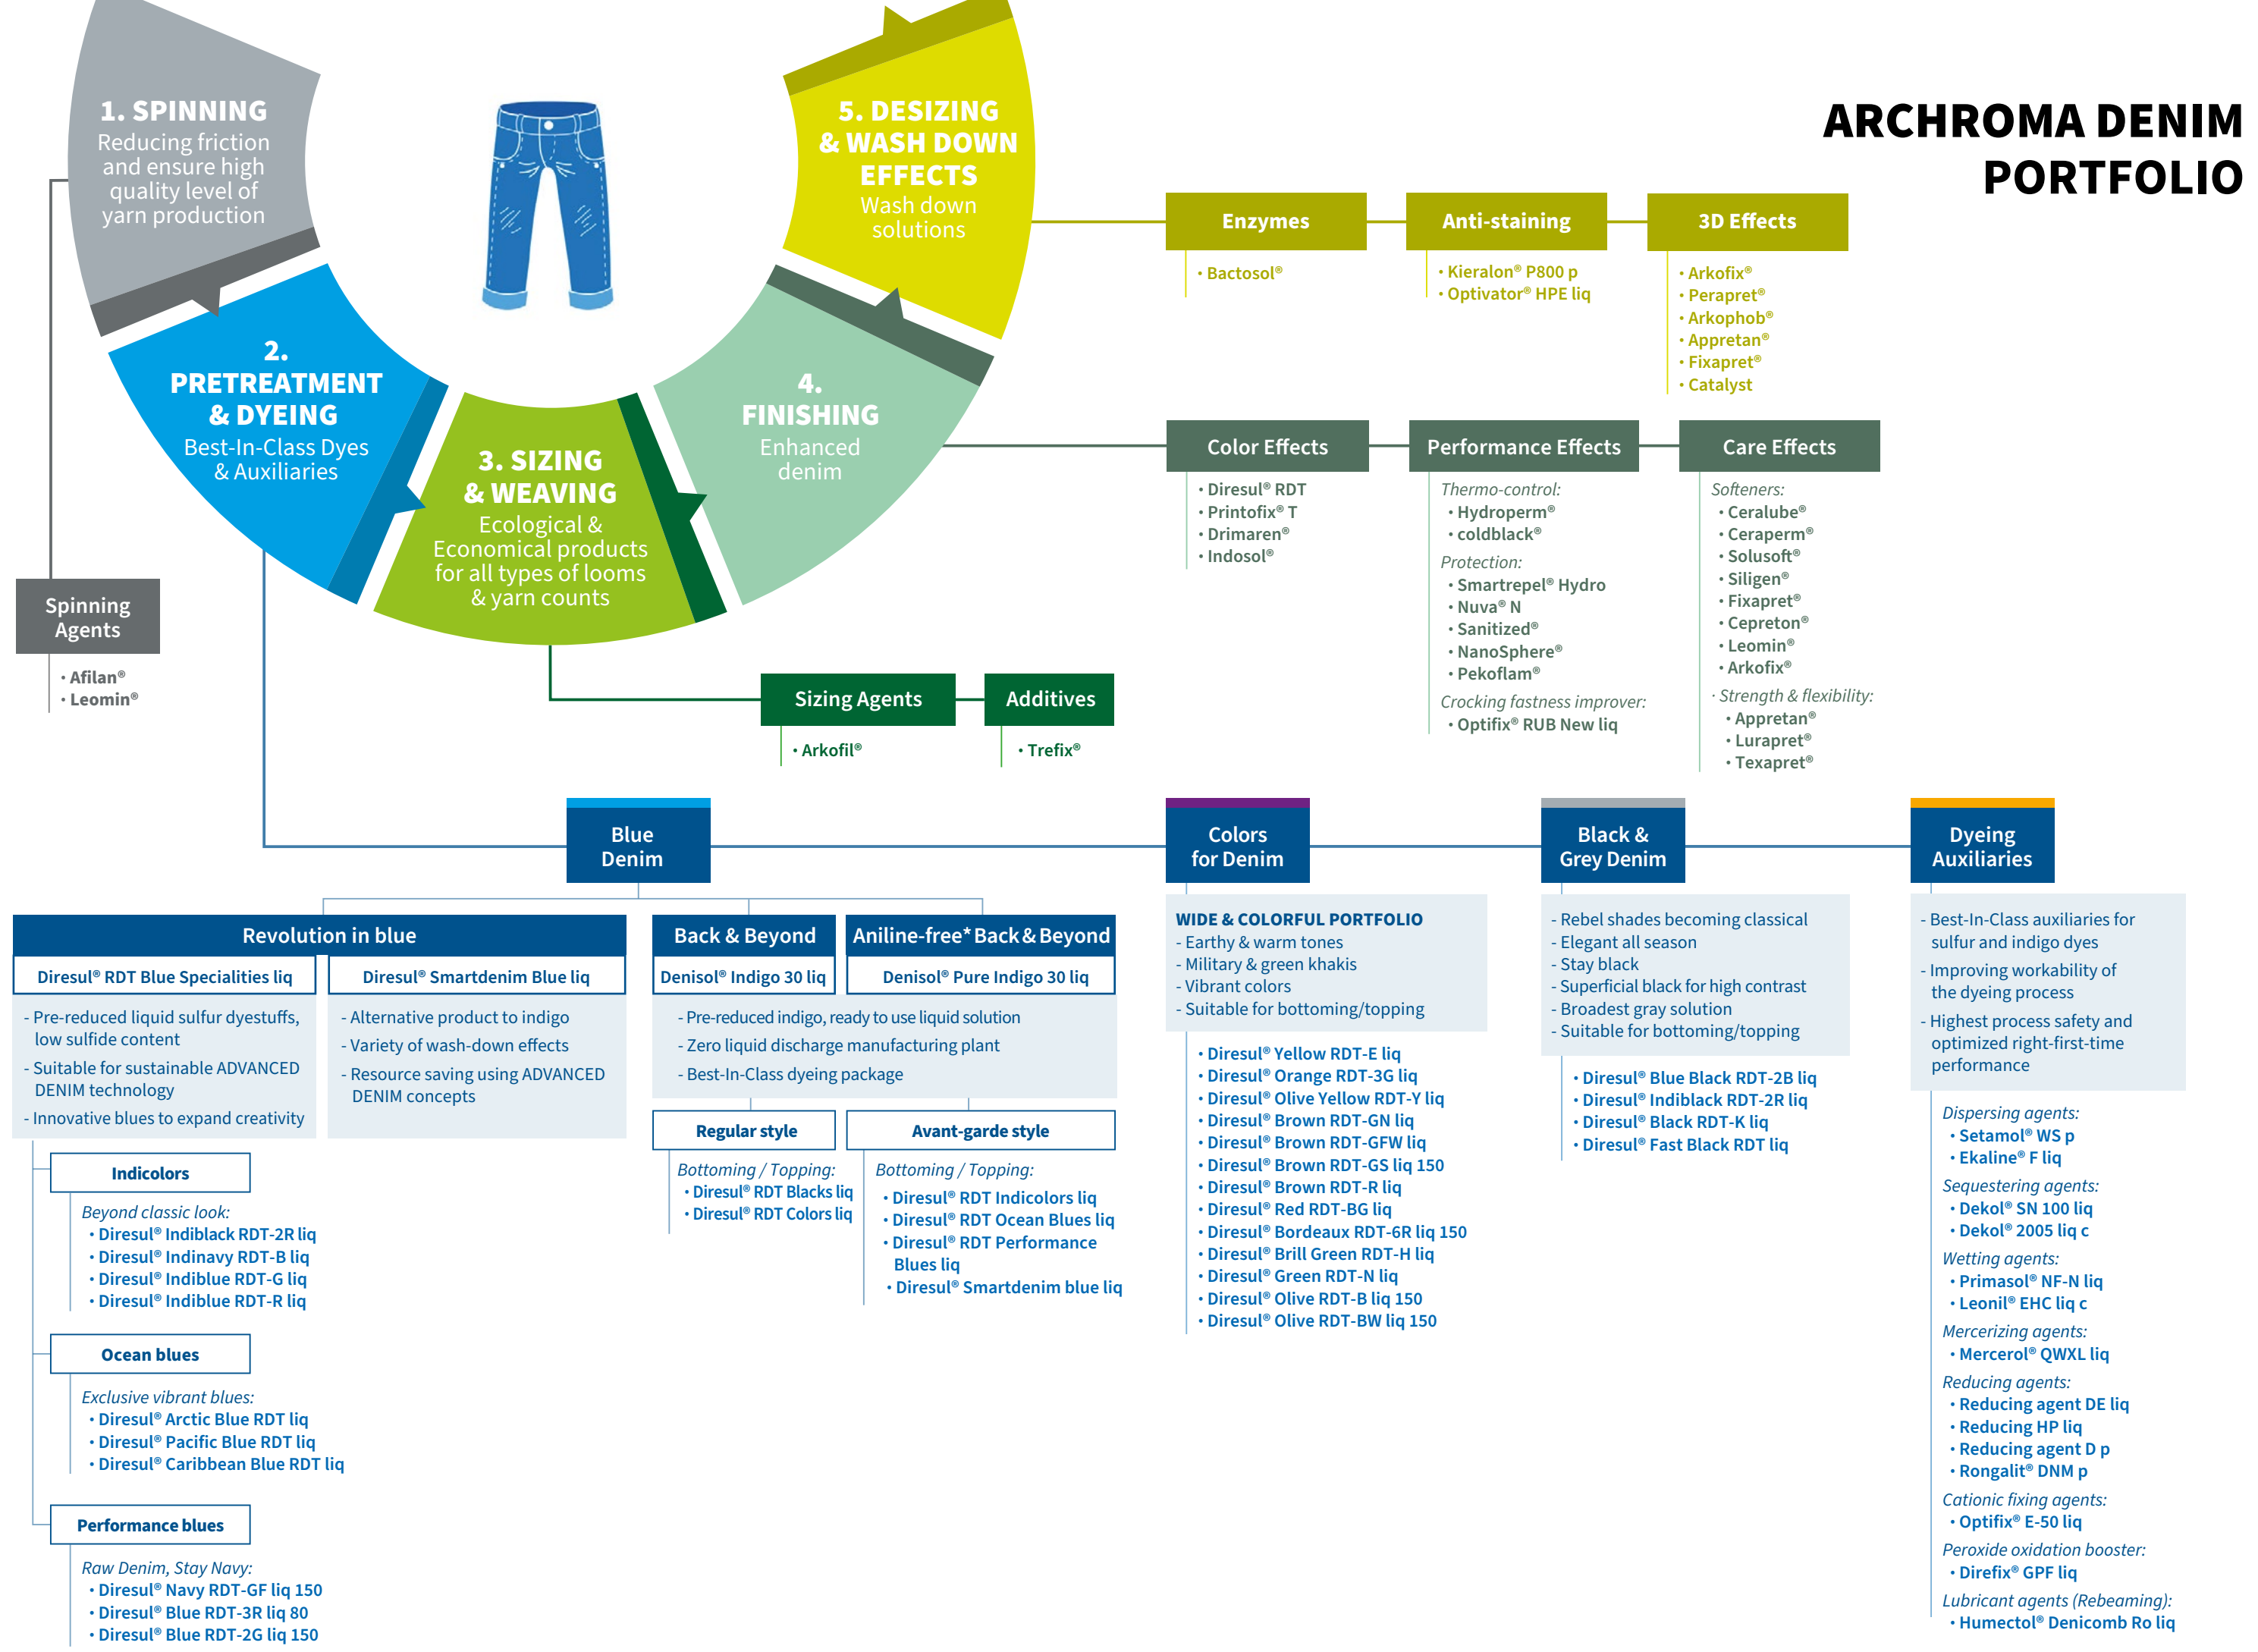 ARCHROMA DENIM
PORTFOLIO
1. SPINNING
Reducing friction
and ensure high
quality level of
yarn production
Spinning
Agents
• Afilan®
• Leomin®
2.
PRETREATMENT
& DYEING
Best-In-Class Dyes
& Auxiliaries
3. SIZING
& WEAVING
Ecological &
Economical products
for all types of looms
& yarn counts
Sizing Agents
• Arkofil®
Additives
• Trefix®
4.
FINISHING
Enhanced
denim
5. DESIZING
& WASH DOWN
EFFECTS
Wash down
solutions
Enzymes
• Bactosol®
Anti-staining
• Kieralon® P800 p
• Optivator® HPE liq
3D Effects
• Arkofix®
• Perapret®
• Arkophob®
• Appretan®
• Fixapret®
• Catalyst
Color Effects
• Diresul® RDT
• Printofix® T
• Drimaren®
• Indosol®
Performance Effects
Thermo-control:
• Hydroperm®
• coldblack®
Protection:
• Smartrepel® Hydro
• Nuva® N
• Sanitized®
• NanoSphere®
• Pekoflam®
Crocking fastness improver:
• Optifix® RUB New liq
Care Effects
Softeners:
• Ceralube®
• Ceraperm®
• Solusoft®
• Siligen®
• Fixapret®
• Cepreton®
• Leomin®
• Arkofix®
· Strength & flexibility:
• Appretan®
• Lurapret®
• Texapret®
Blue
Denim
Revolution in blue
Diresul® RDT Blue Specialities liq
- Pre-reduced liquid sulfur dyestuffs,
low sulfide content
- Suitable for sustainable ADVANCED
DENIM technology
- Innovative blues to expand creativity
Indicolors
Beyond classic look:
• Diresul® Indiblack RDT-2R liq
• Diresul® Indinavy RDT-B liq
• Diresul® Indiblue RDT-G liq
• Diresul® Indiblue RDT-R liq
Ocean blues
Exclusive vibrant blues:
• Diresul® Arctic Blue RDT liq
• Diresul® Pacific Blue RDT liq
• Diresul® Caribbean Blue RDT liq
Performance blues
Raw Denim, Stay Navy:
• Diresul® Navy RDT-GF liq 150
• Diresul® Blue RDT-3R liq 80
• Diresul® Blue RDT-2G liq 150
Diresul® Smartdenim Blue liq
- Alternative product to indigo
- Variety of wash-down effects
- Resource saving using ADVANCED
DENIM concepts
Back & Beyond
Denisol® Indigo 30 liq
Aniline-free* Back & Beyond
Denisol® Pure Indigo 30 liq
- Pre-reduced indigo, ready to use liquid solution
- Zero liquid discharge manufacturing plant
- Best-In-Class dyeing package
Regular style
Bottoming / Topping:
• Diresul® RDT Blacks liq
• Diresul® RDT Colors liq
Avant-garde style
Bottoming / Topping:
• Diresul® RDT Indicolors liq
• Diresul® RDT Ocean Blues liq
• Diresul® RDT Performance
Blues liq
• Diresul® Smartdenim blue liq
Colors
for Denim
WIDE & COLORFUL PORTFOLIO
- Earthy & warm tones
- Military & green khakis
- Vibrant colors
- Suitable for bottoming/topping
• Diresul® Yellow RDT-E liq
• Diresul® Orange RDT-3G liq
• Diresul® Olive Yellow RDT-Y liq
• Diresul® Brown RDT-GN liq
• Diresul® Brown RDT-GFW liq
• Diresul® Brown RDT-GS liq 150
• Diresul® Brown RDT-R liq
• Diresul® Red RDT-BG liq
• Diresul® Bordeaux RDT-6R liq 150
• Diresul® Brill Green RDT-H liq
• Diresul® Green RDT-N liq
• Diresul® Olive RDT-B liq 150
• Diresul® Olive RDT-BW liq 150
Black &
Grey Denim
- Rebel shades becoming classical
- Elegant all season
- Stay black
- Superficial black for high contrast
- Broadest gray solution
- Suitable for bottoming/topping
• Diresul® Blue Black RDT-2B liq
• Diresul® Indiblack RDT-2R liq
• Diresul® Black RDT-K liq
• Diresul® Fast Black RDT liq
Dyeing
Auxiliaries
- Best-In-Class auxiliaries for
sulfur and indigo dyes
- Improving workability of
the dyeing process
- Highest process safety and
optimized right-first-time
performance
Dispersing agents:
• Setamol® WS p
• Ekaline® F liq
Sequestering agents:
• Dekol® SN 100 liq
• Dekol® 2005 liq c
Wetting agents:
• Primasol® NF-N liq
• Leonil® EHC liq c
Mercerizing agents:
• Mercerol® QWXL liq
Reducing agents:
• Reducing agent DE liq
• Reducing HP liq
• Reducing agent D p
• Rongalit® DNM p
Cationic fixing agents:
• Optifix® E-50 liq
Peroxide oxidation booster:
• Direfix® GPF liq
Lubricant agents (Rebeaming):
• Humectol® Denicomb Ro liq